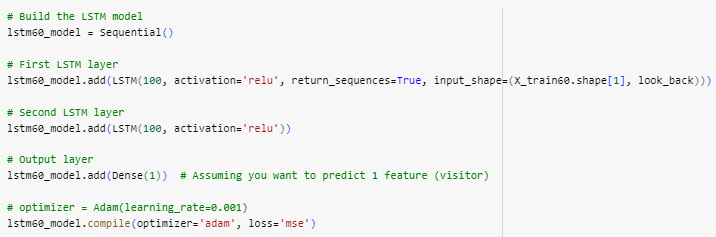 # Build the LSTM model
lstm60_model = Sequential()
# First LSTM layer
lstm60_model.add(LSTM(100, activation='relu', return_sequences=True, input_shape=(X_train60.shape[1], look_back)))
# Second LSTM layer
lstm60_model.add(LSTM(100, activation='relu'))
# Output layer
lstm60_model.add(Dense(1))  # Assuming you want to predict 1 feature (visitor)
# optimizer = Adam(learning_rate=0.001)
lstm60_model.compile(optimizer='adam', loss='mse')